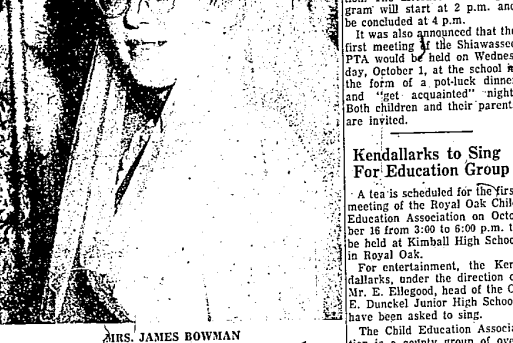 gram will start at 2 p.m. and
be concluded at 4 p.m.
It was also announced that the
first meeting of the Shiawassee
PTA would be held on Wednes-
day, October 1, at the school in
the form of a pot-luck dinner
and "get acquainted" night.
Both children and their parents
are invited.
Kendallarks to Sing
For Education Group
A tea is scheduled for the first
meeting of the Royal Oak Child
Education Association on Octo-
ber 16 from 3:00 to 6:00 p.m. t
be held at Kimball High School
in Royal Oak.
For entertainment, the Ken-
dallarks, under the direction o
Mr. E. Ellegood, head of the O
E. Dunckel Junior High School
have been asked to sing.
The Child Education Associa-
tion is a county group of ove
MRS. JAMES BOWMAN